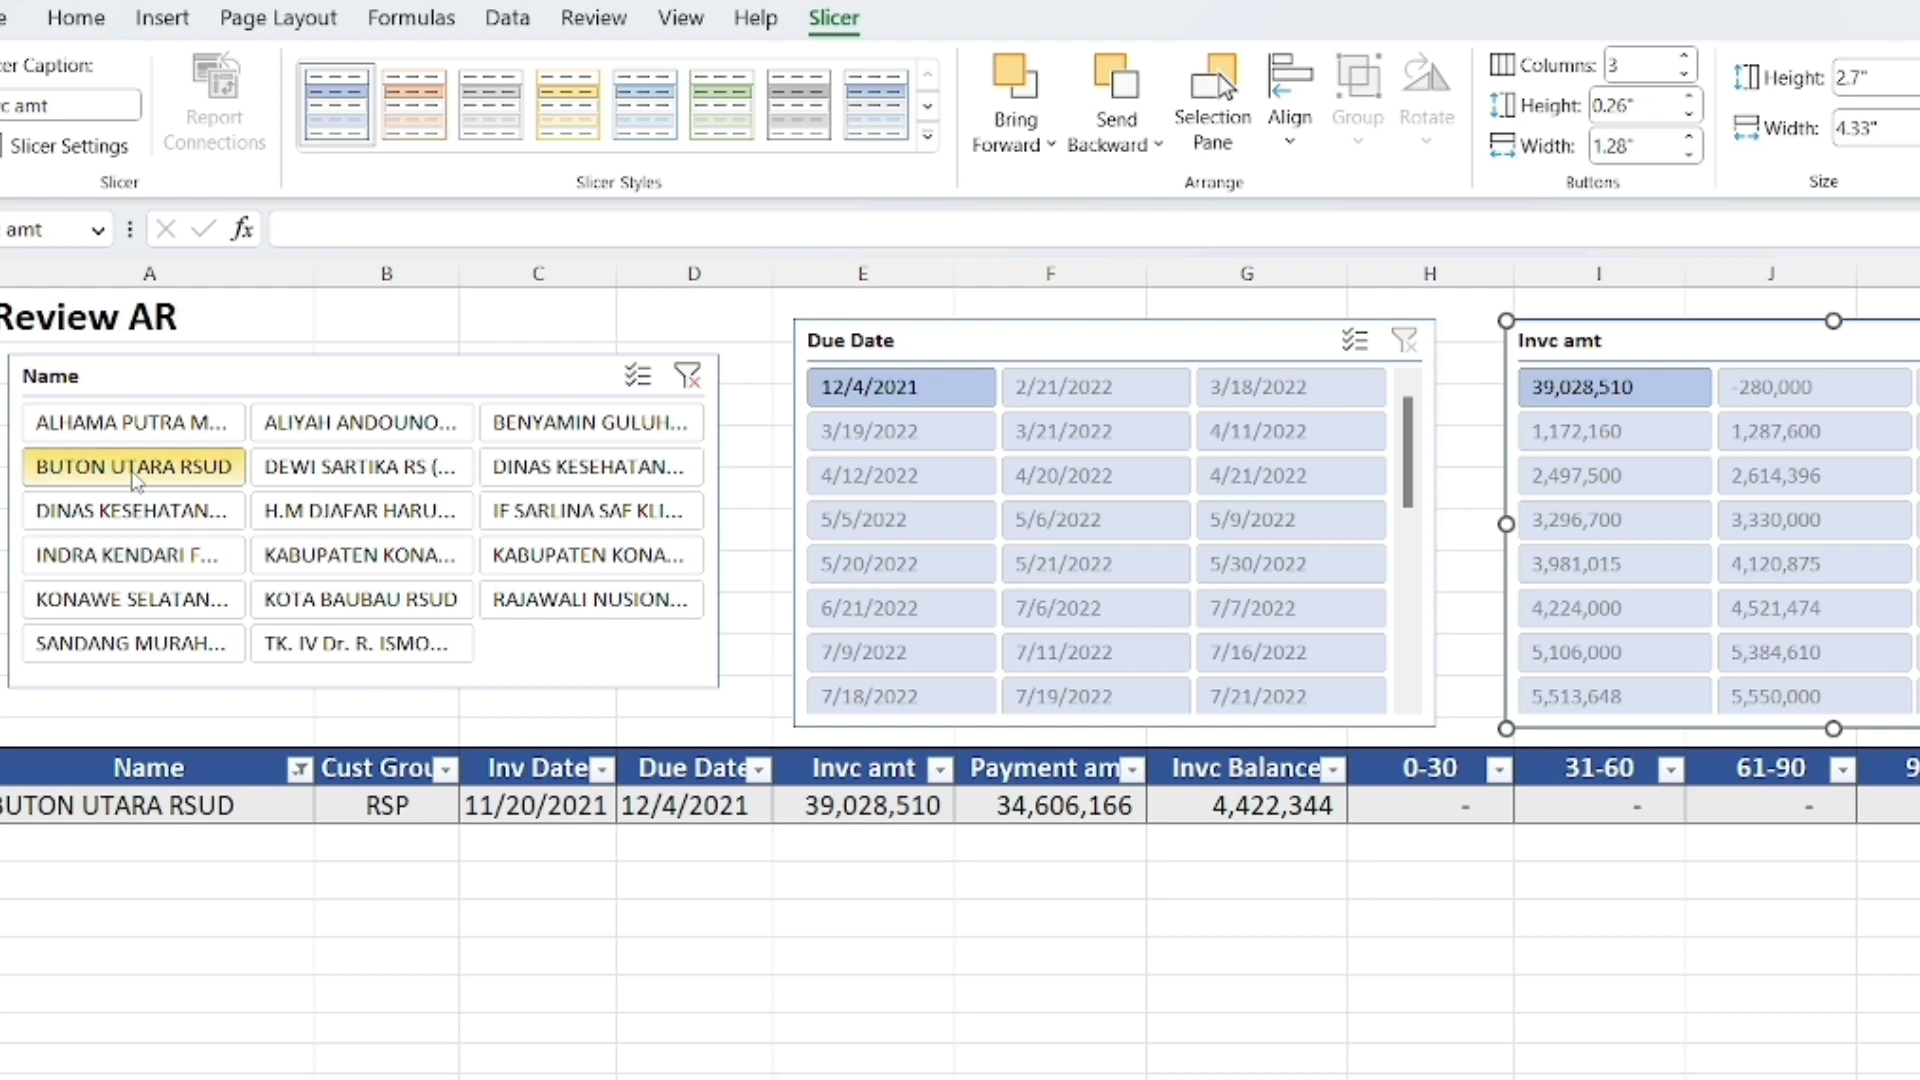 Home Insert Page Layout Formulas Data Review View Help Slicer
cer Caption:
c amt
Slicer Settings
Report
Connections
Bring
Forward
Send
Backward
Selection
Pane
Align
Group
Rotate
Columns: 3
Height: 0.26"
Width: 1.28"
Height: 2.7"
Width: 4.33"
Slicer
Slicer Styles
Arrange
Buttons
Size
amt
fx
A B C D E F G H I J
Review AR
Name
ALHAMA PUTRA M... ALIYAH ANDOUNO... BENYAMIN GULUH...
BUTON UTARA RSUD DEWI SARTIKA RS (... DINAS KESEHATAN...
DINAS KESEHATAN... H.M DJAFAR HARU... IF SARLINA SAF KLI...
INDRA KENDARI F... KABUPATEN KONA... KABUPATEN KONA...
KONAWE SELATAN... KOTA BAUBAU RSUD RAJAWALI NUSION...
SANDANG MURAH... TK. IV Dr. R. ISMO...
Due Date
12/4/2021 2/21/2022 3/18/2022
3/19/2022 3/21/2022 4/11/2022
4/12/2022 4/20/2022 4/21/2022
5/5/2022 5/6/2022 5/9/2022
5/20/2022 5/21/2022 5/30/2022
6/21/2022 7/6/2022 7/7/2022
7/9/2022 7/11/2022 7/16/2022
7/18/2022 7/19/2022 7/21/2022
Invc amt
39,028,510 -280,000
1,172,160 1,287,600
2,497,500 2,614,396
3,296,700 3,330,000
3,981,015 4,120,875
4,224,000 4,521,474
5,106,000 5,384,610
5,513,648 5,550,000
Name Cust Grou Inv Date Due Date Invc amt Payment am Invc Balance 0-30 31-60 61-90 9
BUTON UTARA RSUD RSP 11/20/2021 12/4/2021 39,028,510 34,606,166 4,422,344 - - -